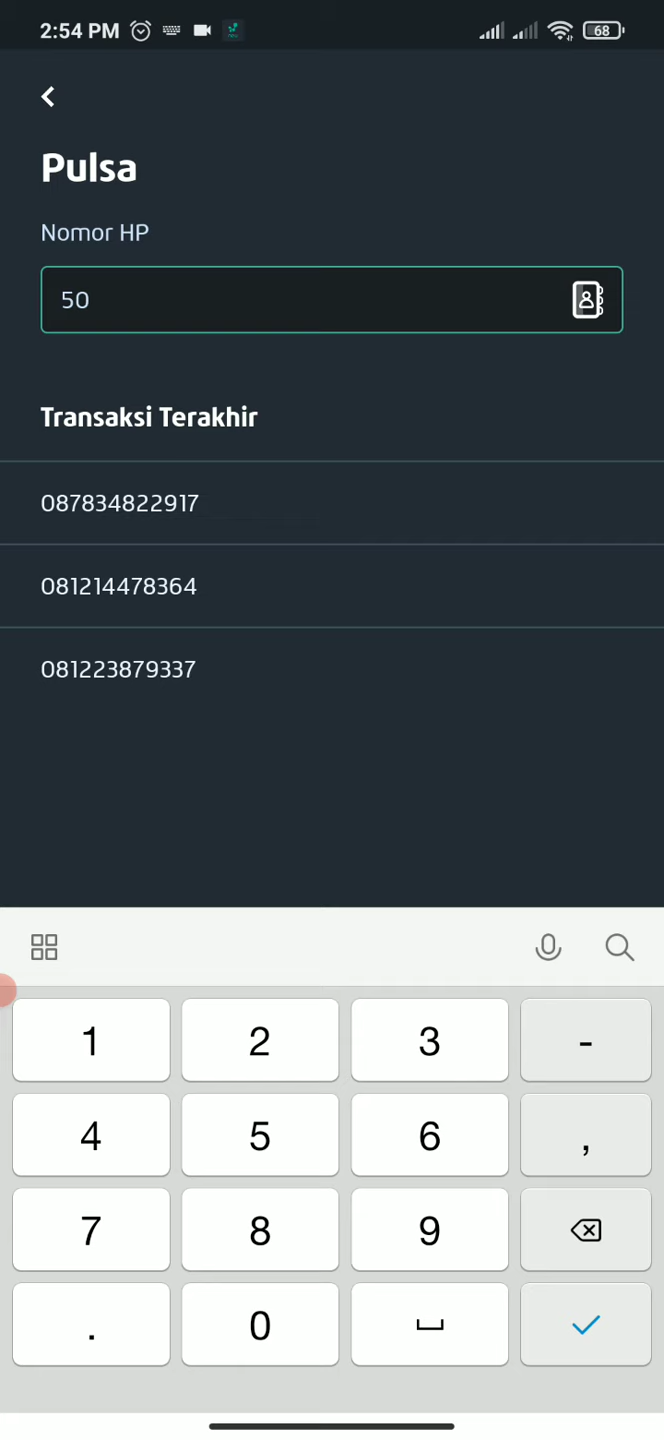 2:54 PM
68
Pulsa
Nomor HP
50
Transaksi Terakhir
087834822917
081214478364
081223879337
1 2 3 -
4 5 6 ,
7 8 9
. 0